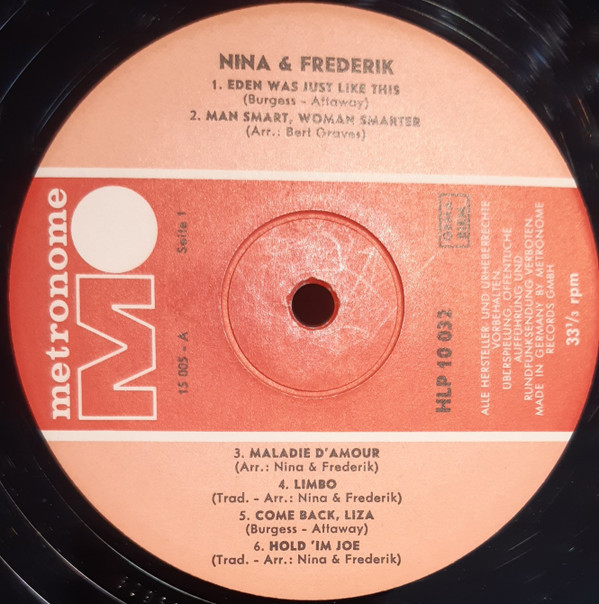 NINA & FREDERIK
1. EDEN WAS JUST LIKE THIS
(Burgess - Attaway)
2. MAN SMART, WOMAN SMARTER
(Arr.: Bert Graves)
metronome
M
15 005 - A
Seite 1
HLP 10 032
ALLE HERSTELLER UND URHEBERRECHTE
VORBEHALTEN.
ÜBERSPIELUNG, ÖFFENTLICHE
AUFFÜHRUNG UND
RUNDFUNKSENDUNG VERBOTEN.
MADE IN GERMANY BY METRONOME
RECORDS GMBH
33⅓ rpm
3. MALADIE D'AMOUR
(Arr.: Nina & Frederik)
4. LIMBO
(Trad. - Arr.: Nina & Frederik)
5. COME BACK, LIZA
(Burgess - Attaway)
6. HOLD 'IM JOE
(Trad. - Arr.: Nina & Frederik)